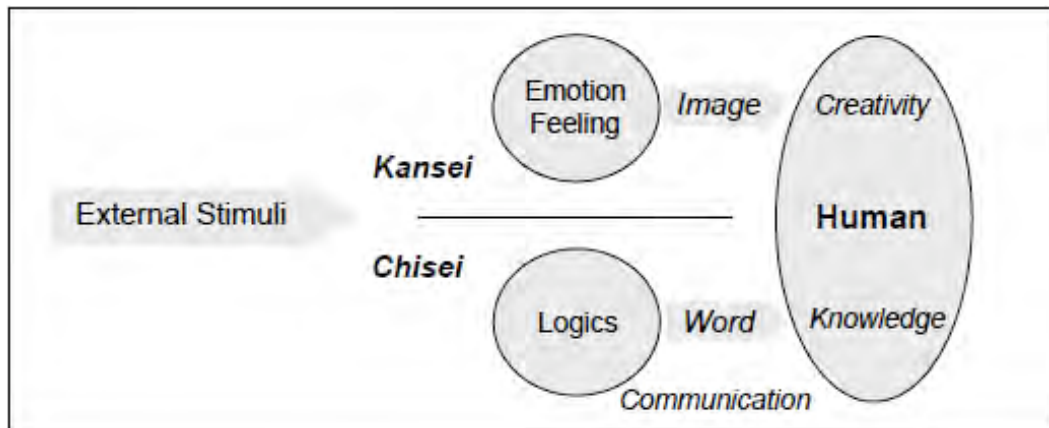 Emotion
Feeling
Image
Creativity
Kansei
External Stimuli
Human
Chisei
Logics
Word
Knowledge
Communication